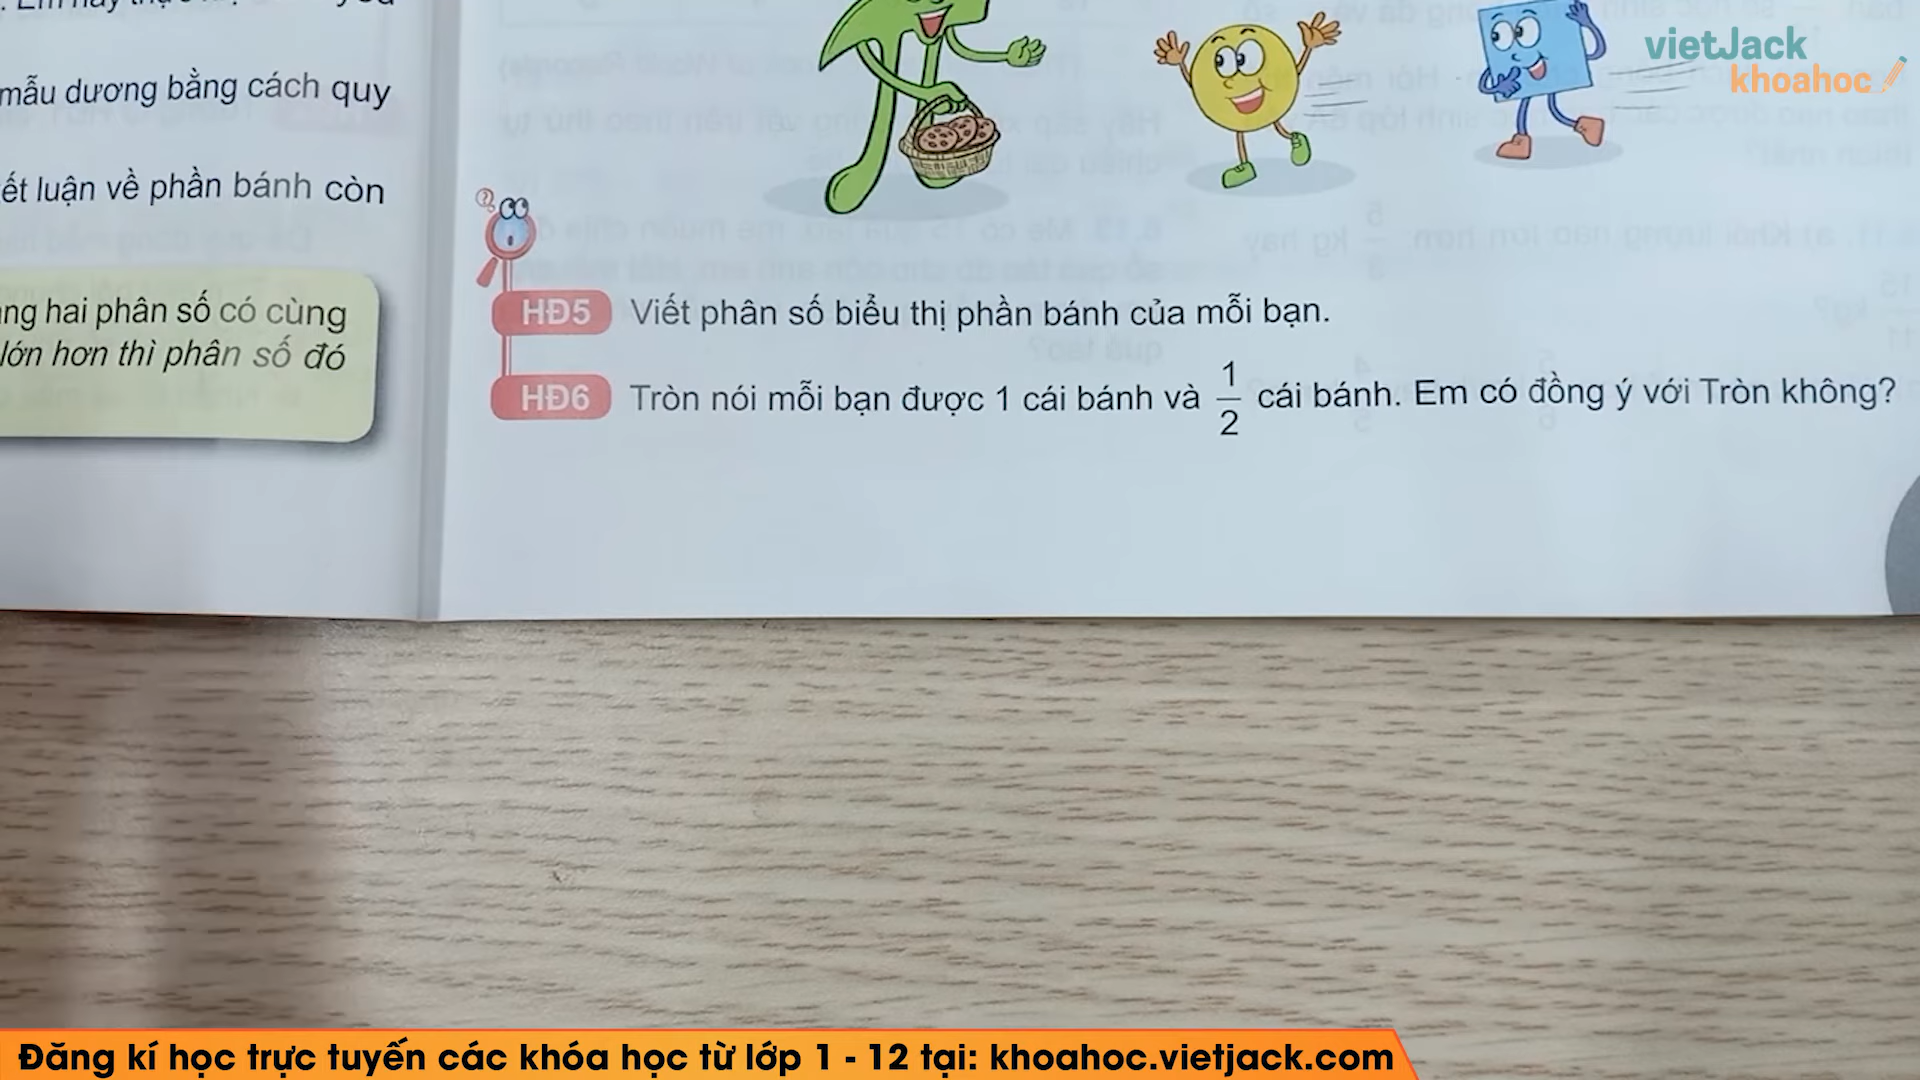 mẫu dương bằng cách quy
ết luận về phần bánh còn
ng hai phân số có cùng
lớn hơn thì phân số đó
vietJack
khoahoc
HĐ5 Viết phân số biểu thị phần bánh của mỗi bạn.
HĐ6 Tròn nói mỗi bạn được 1 cái bánh và 1/2 cái bánh. Em có đồng ý với Tròn không?
Đăng kí học trực tuyến các khóa học từ lớp 1 - 12 tại: khoahoc.vietjack.com